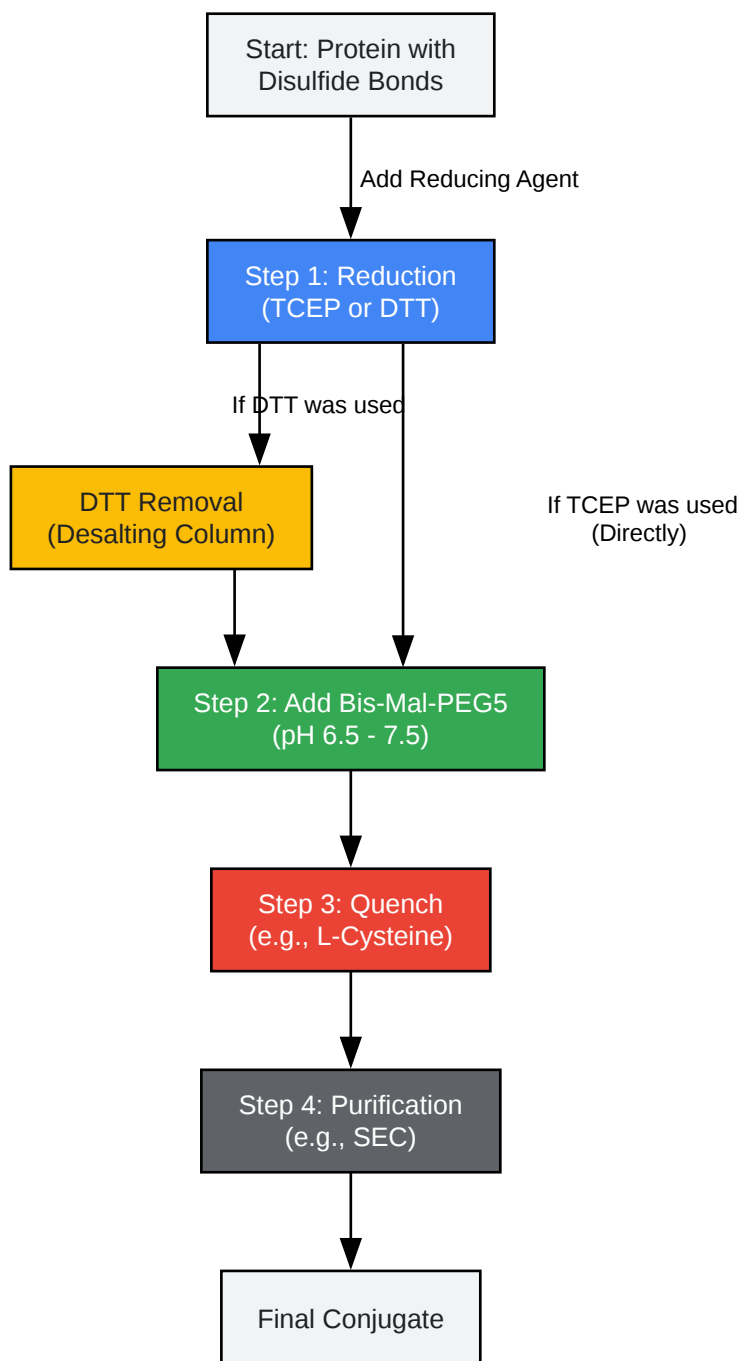 Start: Protein with
Disulfide Bonds
Add Reducing Agent
Step 1: Reduction
(TCEP or DTT)
If DTT was used
DTT Removal
(Desalting Column)
If TCEP was used
(Directly)
Step 2: Add Bis-Mal-PEG5
(pH 6.5 - 7.5)
Step 3: Quench
(e.g., L-Cysteine)
Step 4: Purification
(e.g., SEC)
Final Conjugate